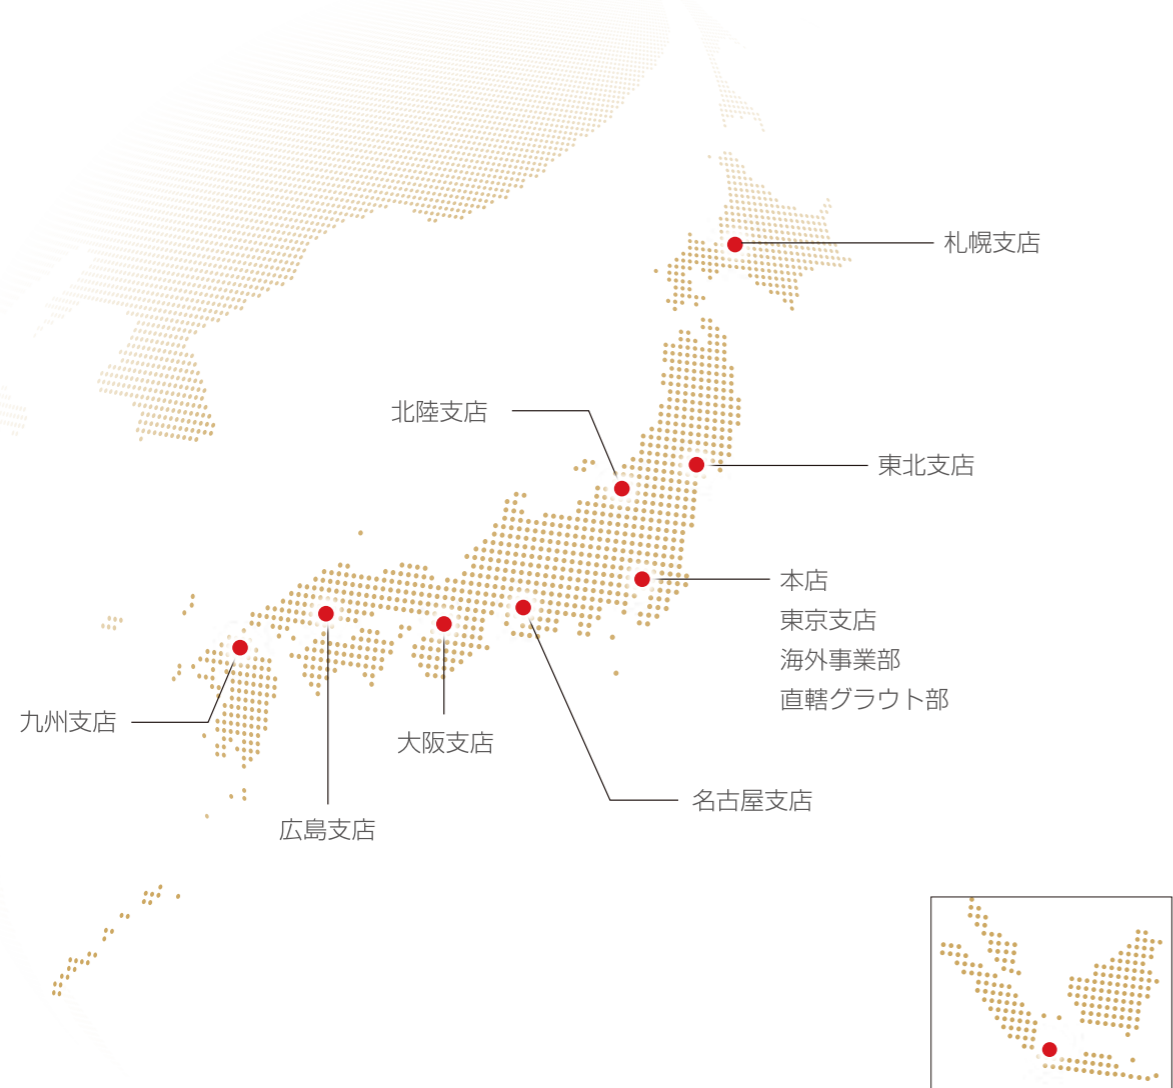 札幌支店
北陸支店
東北支店
本店
東京支店
海外事業部
直轄グラウト部
九州支店
大阪支店
名古屋支店
広島支店